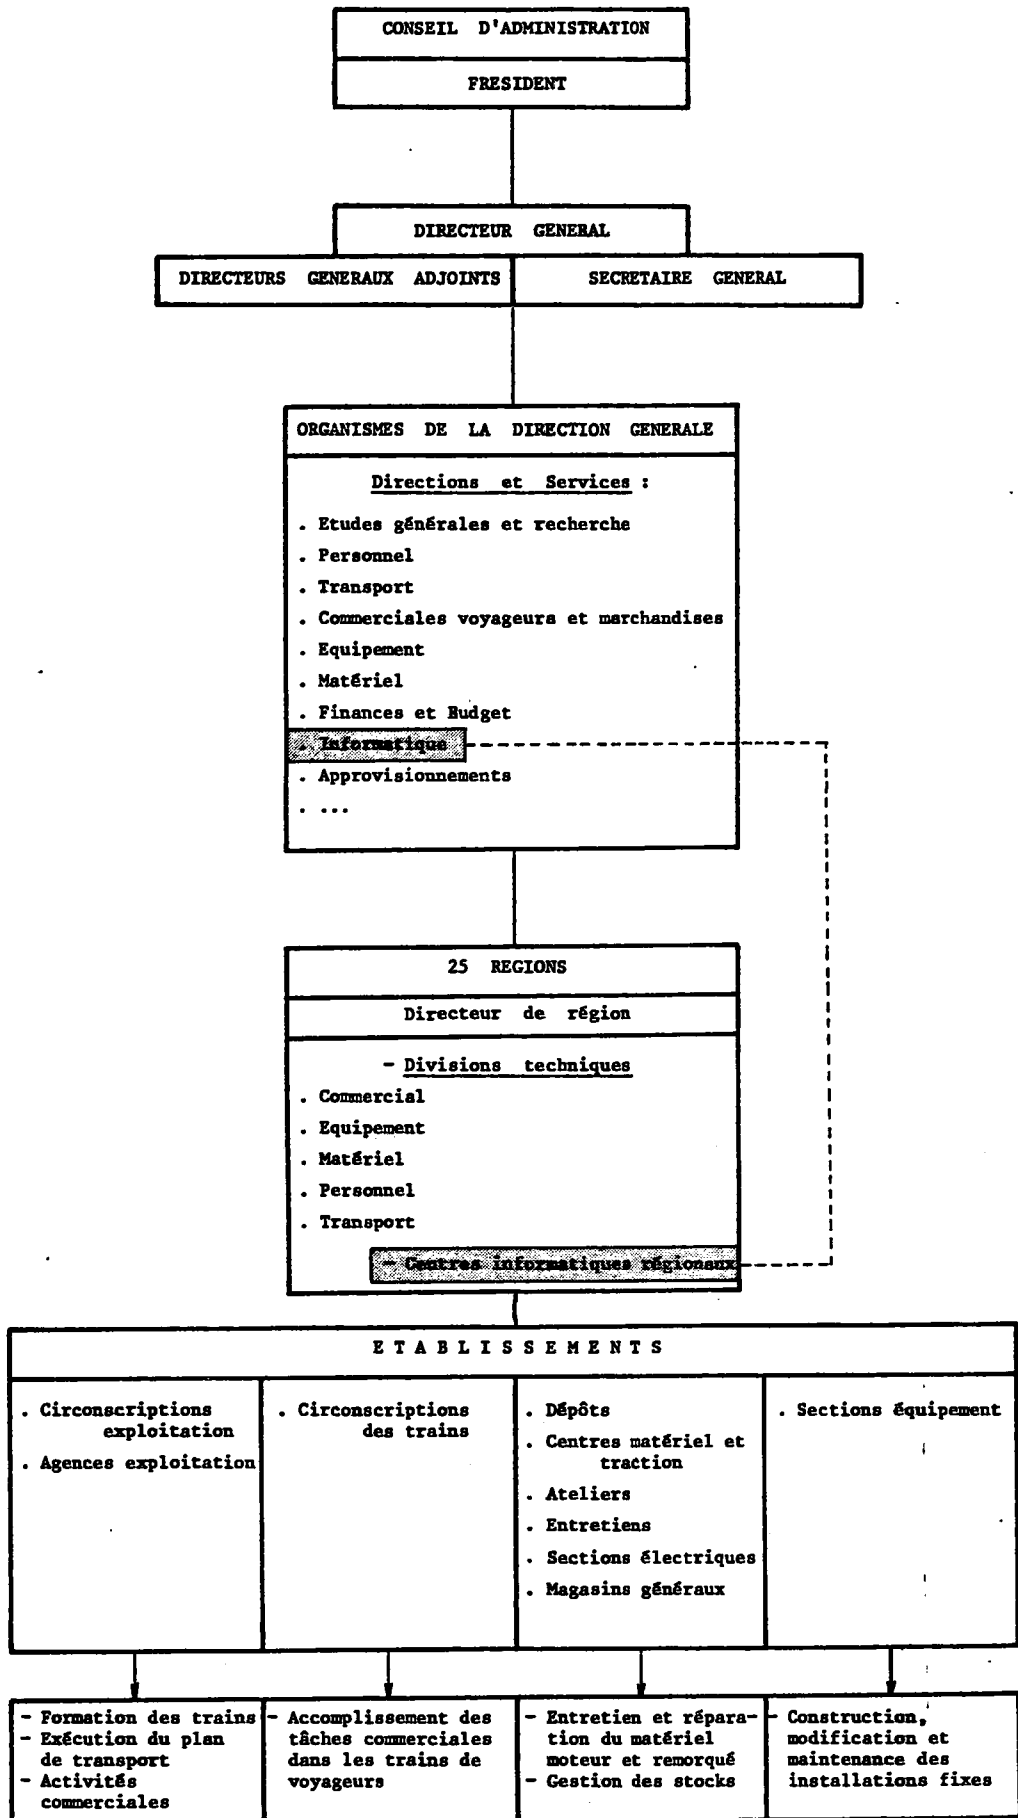 CONSEIL D'ADMINISTRATION
PRESIDENT
DIRECTEUR GENERAL
DIRECTEURS GENERAUX ADJOINTS
SECRETAIRE GENERAL
ORGANISMES DE LA DIRECTION GENERALE
Directions et Services :
. Etudes générales et recherche
. Personnel
. Transport
. Commerciales voyageurs et marchandises
. Equipement
. Matériel
. Finances et Budget
. Informatique
. Approvisionnements
. ...
25 REGIONS
Directeur de région
- Divisions techniques
. Commercial
. Equipement
. Matériel
. Personnel
. Transport
- Centres informatiques régionaux
E T A B L I S S E M E N T S
. Circonscriptions
exploitation
. Agences exploitation
. Circonscriptions
des trains
. Dépôts
. Centres matériel et
traction
. Ateliers
. Entretiens
. Sections électriques
. Magasins généraux
. Sections équipement
- Formation des trains
- Exécution du plan
de transport
- Activités
commerciales
- Accomplissement des
tâches commerciales
dans les trains de
voyageurs
- Entretien et répara-
tion du matériel
moteur et remorqué
- Gestion des stocks
- Construction,
modification et
maintenance des
installations fixes